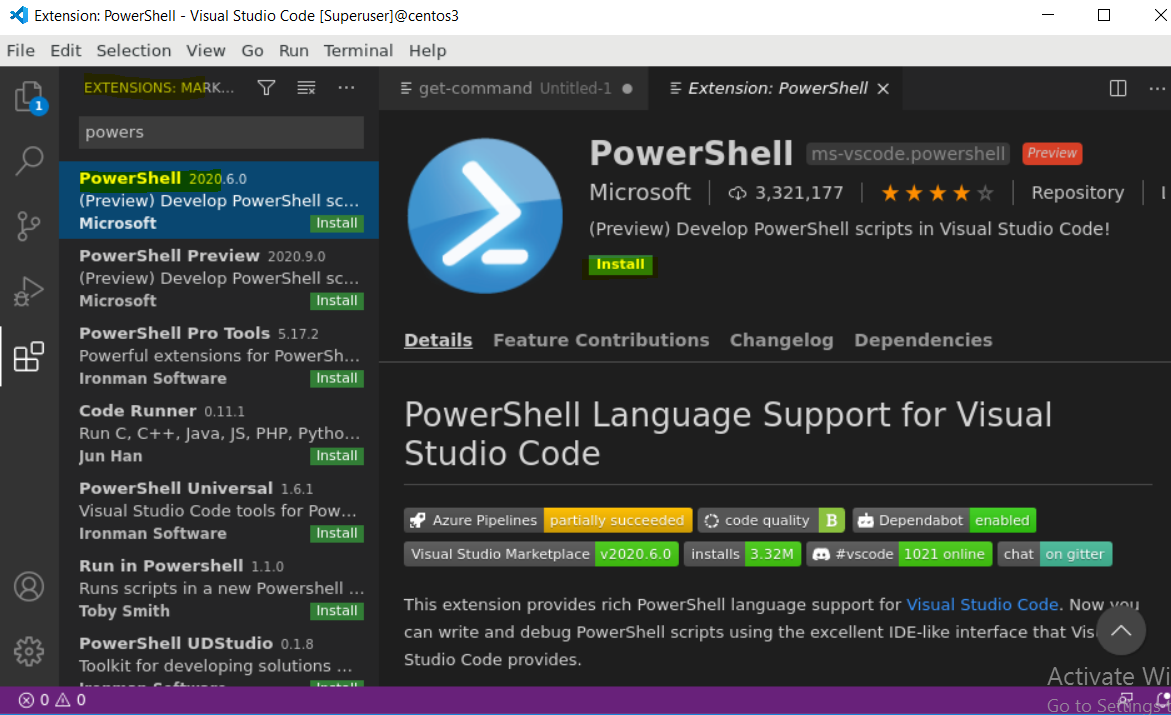 Extension: PowerShell - Visual Studio Code [Superuser]@centos3
File Edit Selection View Go Run Terminal Help
EXTENSIONS: MARK...
powers
PowerShell 2020.6.0
(Preview) Develop PowerShell sc...
Microsoft Install
PowerShell Preview 2020.9.0
(Preview) Develop PowerShell sc...
Microsoft Install
PowerShell Pro Tools 5.17.2
Powerful extensions for PowerSh...
Ironman Software Install
Code Runner 0.11.1
Run C, C++, Java, JS, PHP, Pytho...
Jun Han Install
PowerShell Universal 1.6.1
Visual Studio Code tools for Pow...
Ironman Software Install
Run in Powershell 1.1.0
Runs scripts in a new Powershell ...
Toby Smith Install
PowerShell UDStudio 0.1.8
Toolkit for developing solutions ...
Ironman Software Install
1
get-command Untitled-1
Extension: PowerShell
PowerShell ms-vscode.powershell Preview
Microsoft 3,321,177 Repository
(Preview) Develop PowerShell scripts in Visual Studio Code!
Install
Details Feature Contributions Changelog Dependencies
PowerShell Language Support for Visual
Studio Code
Azure Pipelines partially succeeded code quality B Dependabot enabled
Visual Studio Marketplace v2020.6.0 installs 3.32M #vscode 1021 online chat on gitter
This extension provides rich PowerShell language support for Visual Studio Code. Now you
can write and debug PowerShell scripts using the excellent IDE-like interface that Vis
Studio Code provides.
Activate Wi
Go to Settings t
0 0